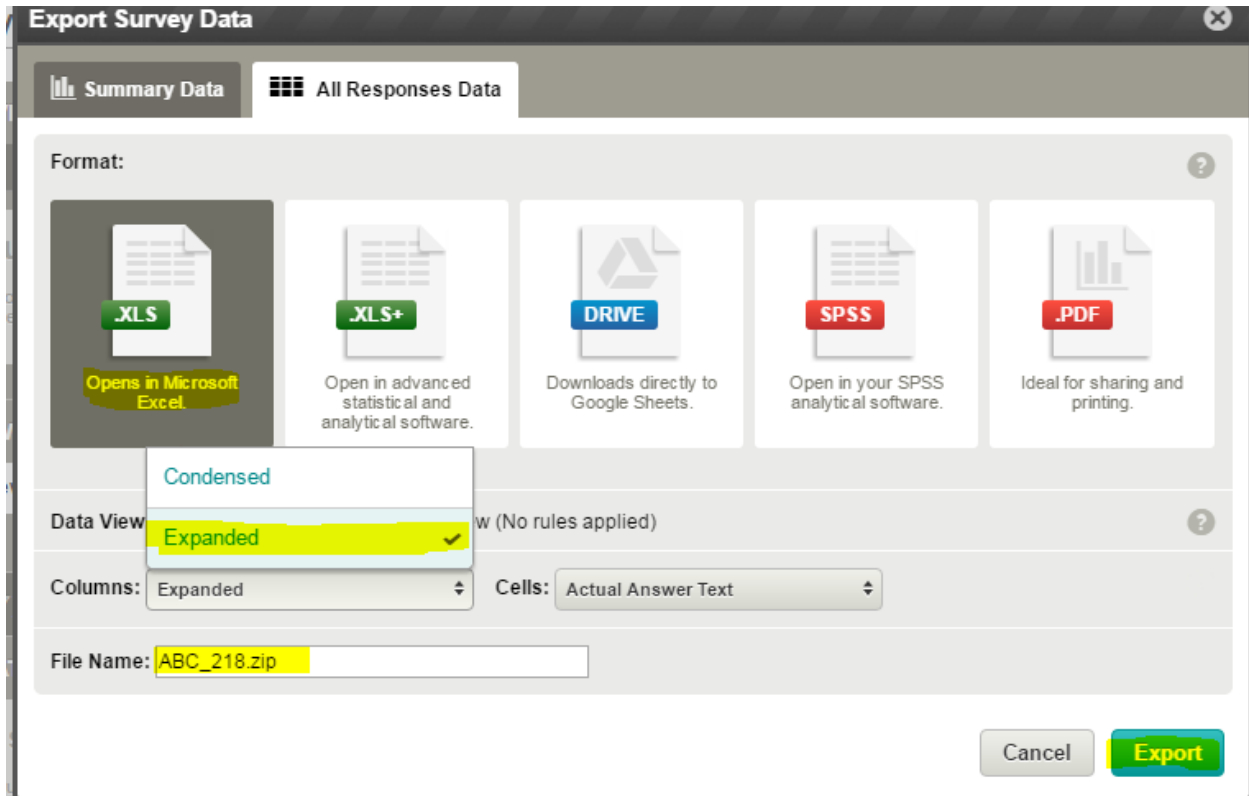 Export Survey Data
Summary Data
All Responses Data
Format:
?
.XLS
Opens in Microsoft
Excel.
.XLS+
Open in advanced
statistical and
analytical software.
DRIVE
Downloads directly to
Google Sheets.
SPSS
Open in your SPSS
analytical software.
.PDF
Ideal for sharing and
printing.
Condensed
Expanded
Data View
w (No rules applied)
?
Columns: Expanded Cells: Actual Answer Text
File Name: ABC_218.zip
Cancel Export